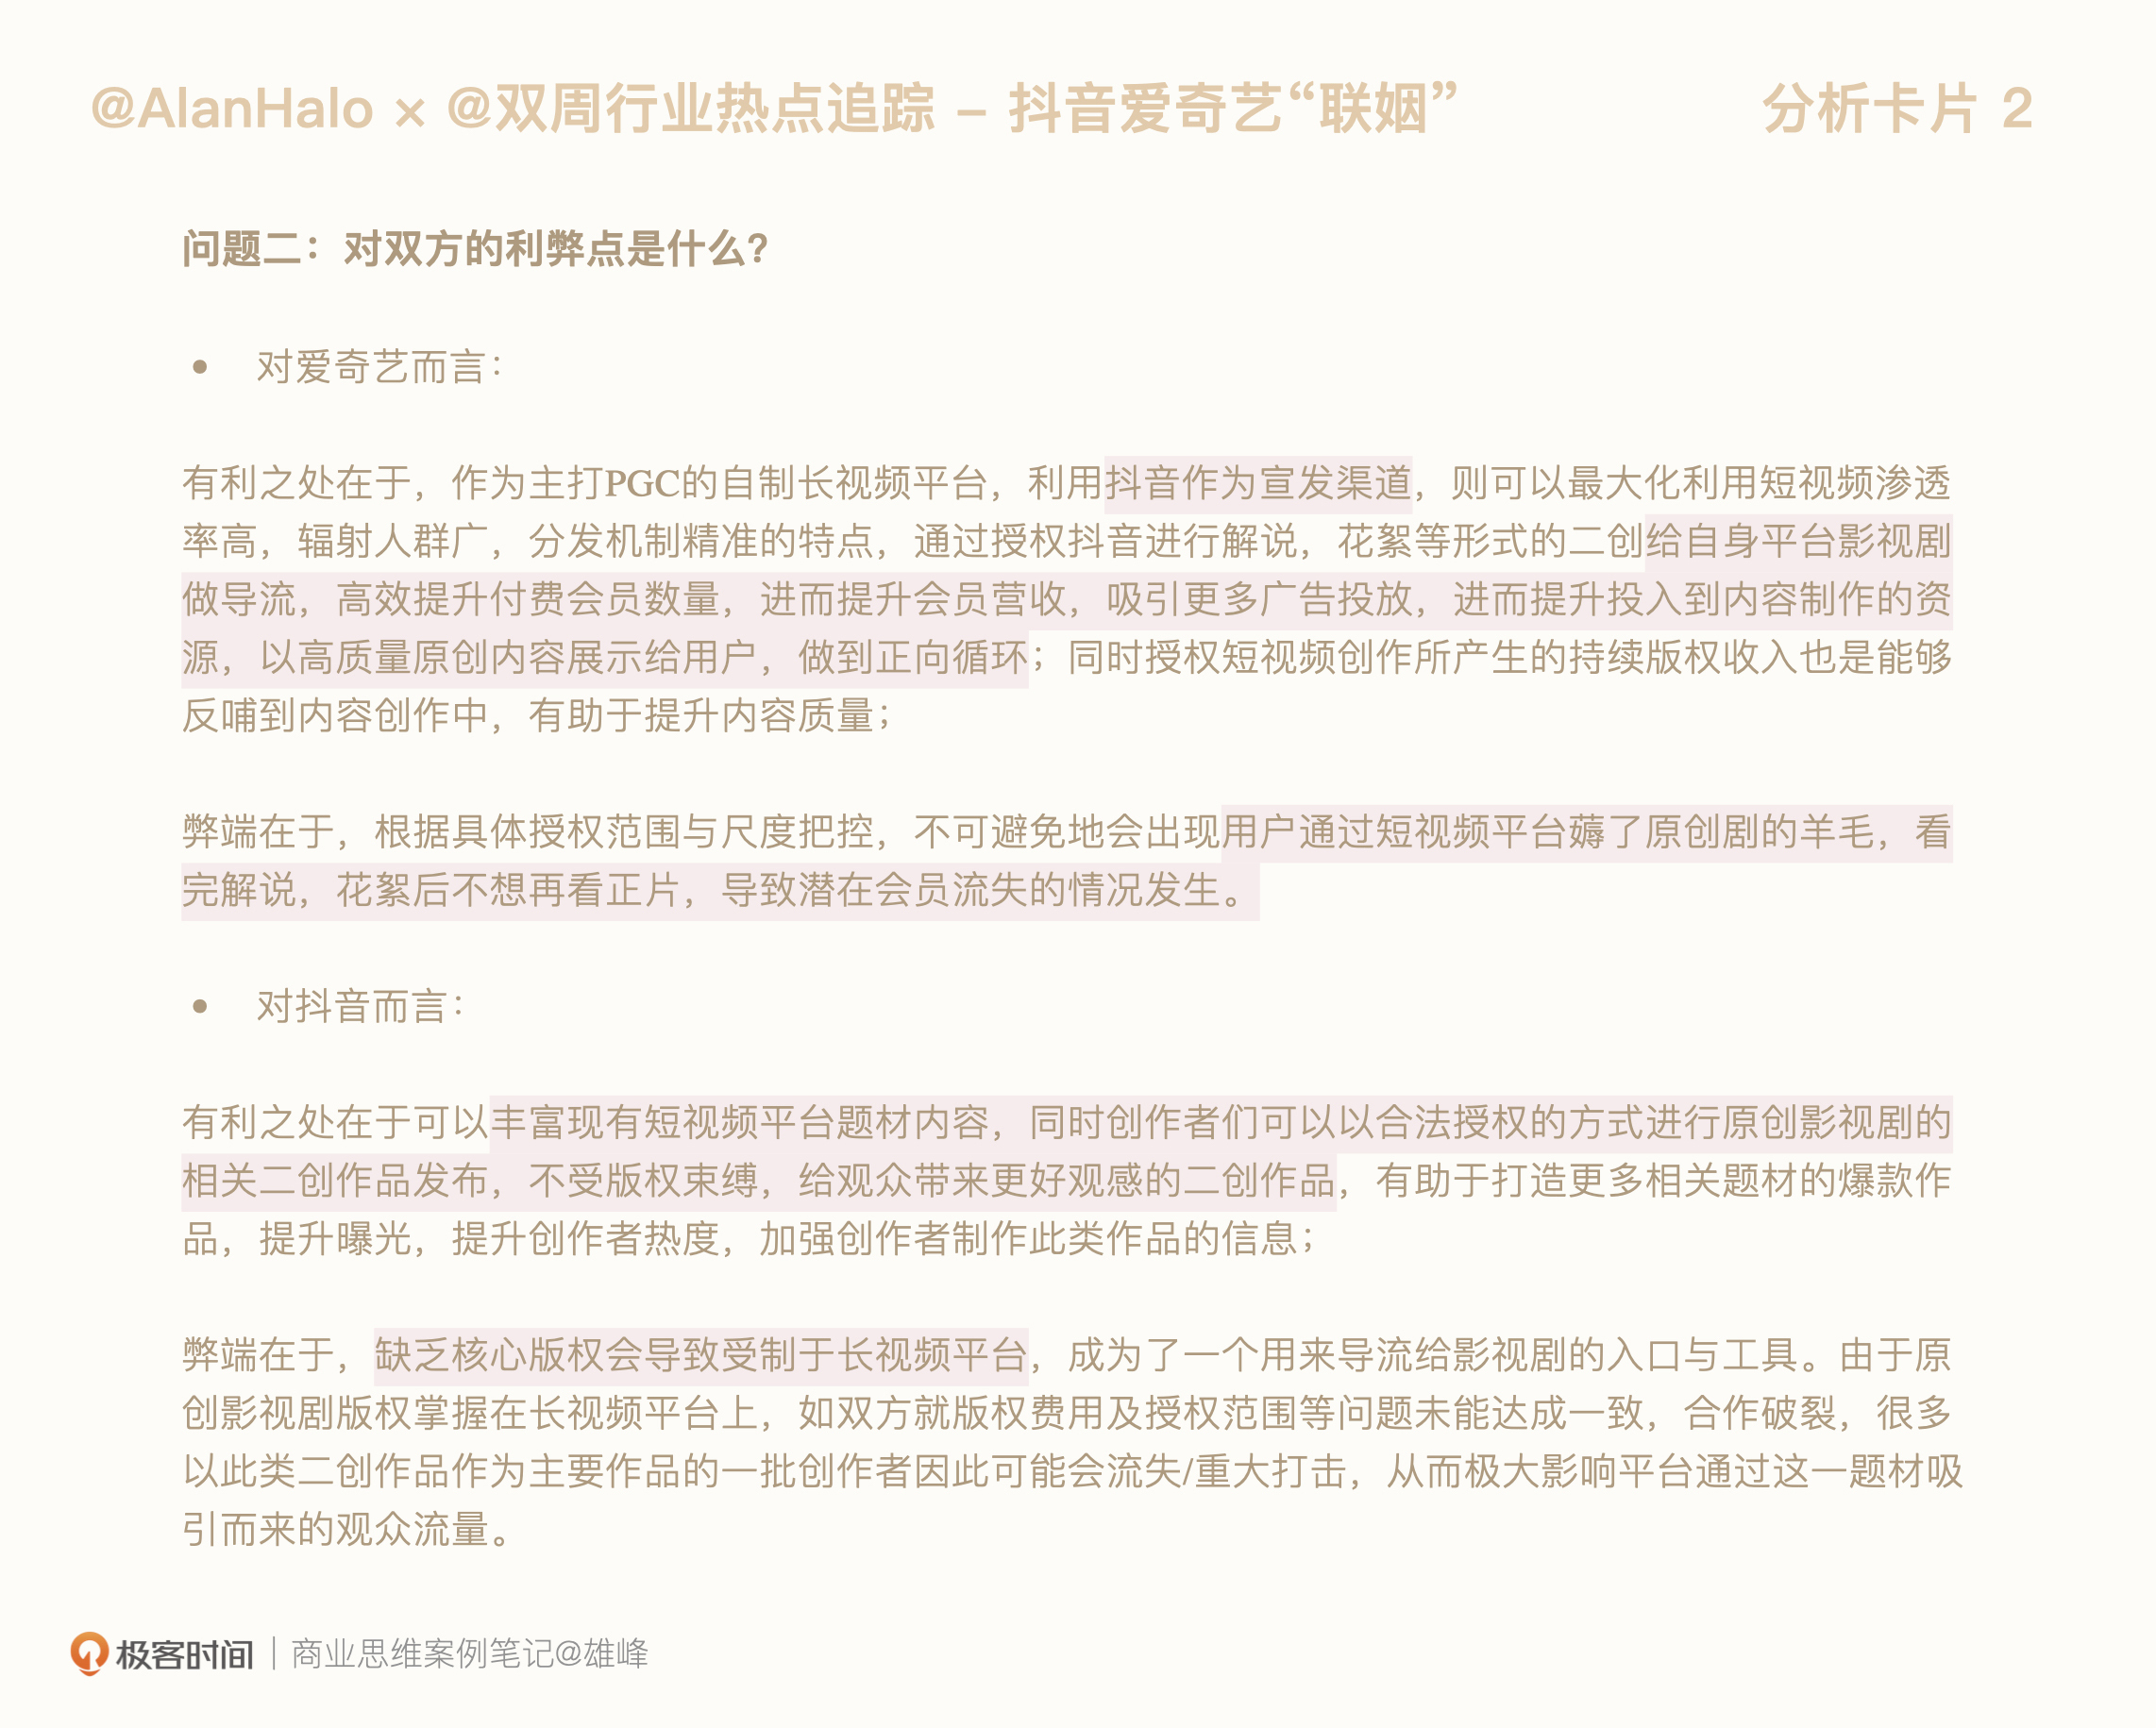 @AlanHalo × @双周行业热点追踪 – 抖音爱奇艺“联姻”
分析卡片 2
问题二：对双方的利弊点是什么？
• 对爱奇艺而言：
有利之处在于，作为主打PGC的自制长视频平台，利用抖音作为宣发渠道，则可以最大化利用短视频渗透
率高，辐射人群广，分发机制精准的特点，通过授权抖音进行解说，花絮等形式的二创给自身平台影视剧
做导流，高效提升付费会员数量，进而提升会员营收，吸引更多广告投放，进而提升投入到内容制作的资
源，以高质量原创内容展示给用户，做到正向循环；同时授权短视频创作所产生的持续版权收入也是能够
反哺到内容创作中，有助于提升内容质量；
弊端在于，根据具体授权范围与尺度把控，不可避免地会出现用户通过短视频平台薅了原创剧的羊毛，看
完解说，花絮后不想再看正片，导致潜在会员流失的情况发生。
• 对抖音而言：
有利之处在于可以丰富现有短视频平台题材内容，同时创作者们可以以合法授权的方式进行原创影视剧的
相关二创作品发布，不受版权束缚，给观众带来更好观感的二创作品，有助于打造更多相关题材的爆款作
品，提升曝光，提升创作者热度，加强创作者制作此类作品的信息；
弊端在于，缺乏核心版权会导致受制于长视频平台，成为了一个用来导流给影视剧的入口与工具。由于原
创影视剧版权掌握在长视频平台上，如双方就版权费用及授权范围等问题未能达成一致，合作破裂，很多
以此类二创作品作为主要作品的一批创作者因此可能会流失/重大打击，从而极大影响平台通过这一题材吸
引而来的观众流量。
极客时间 | 商业思维案例笔记@雄峰